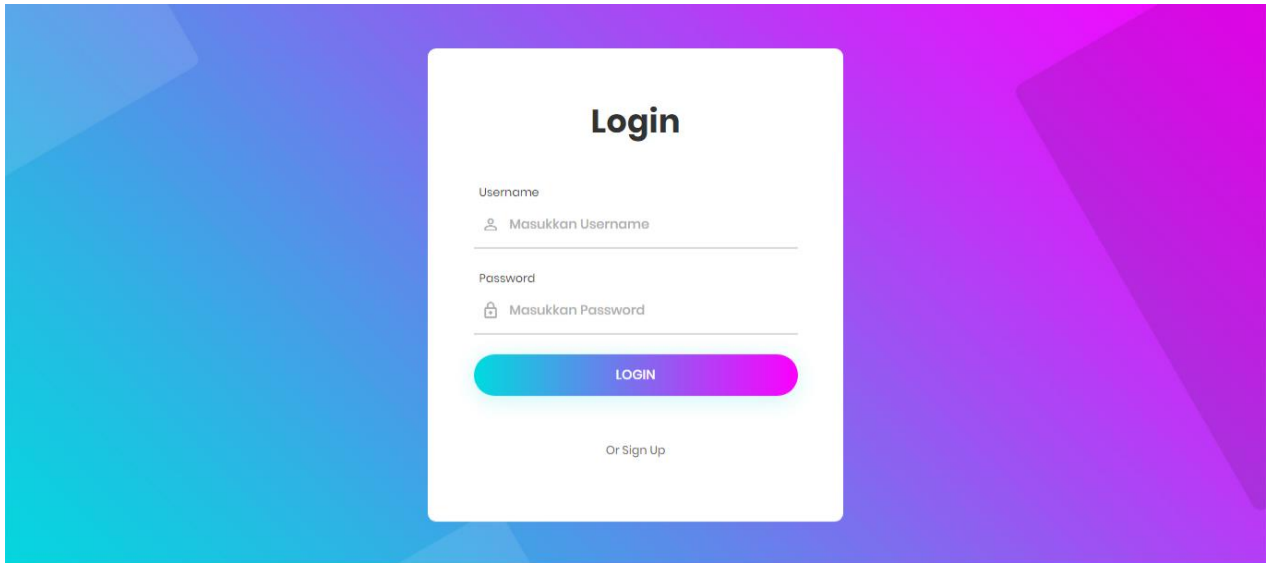 Login
Username
Masukkan Username
Password
Masukkan Password
LOGIN
Or Sign Up